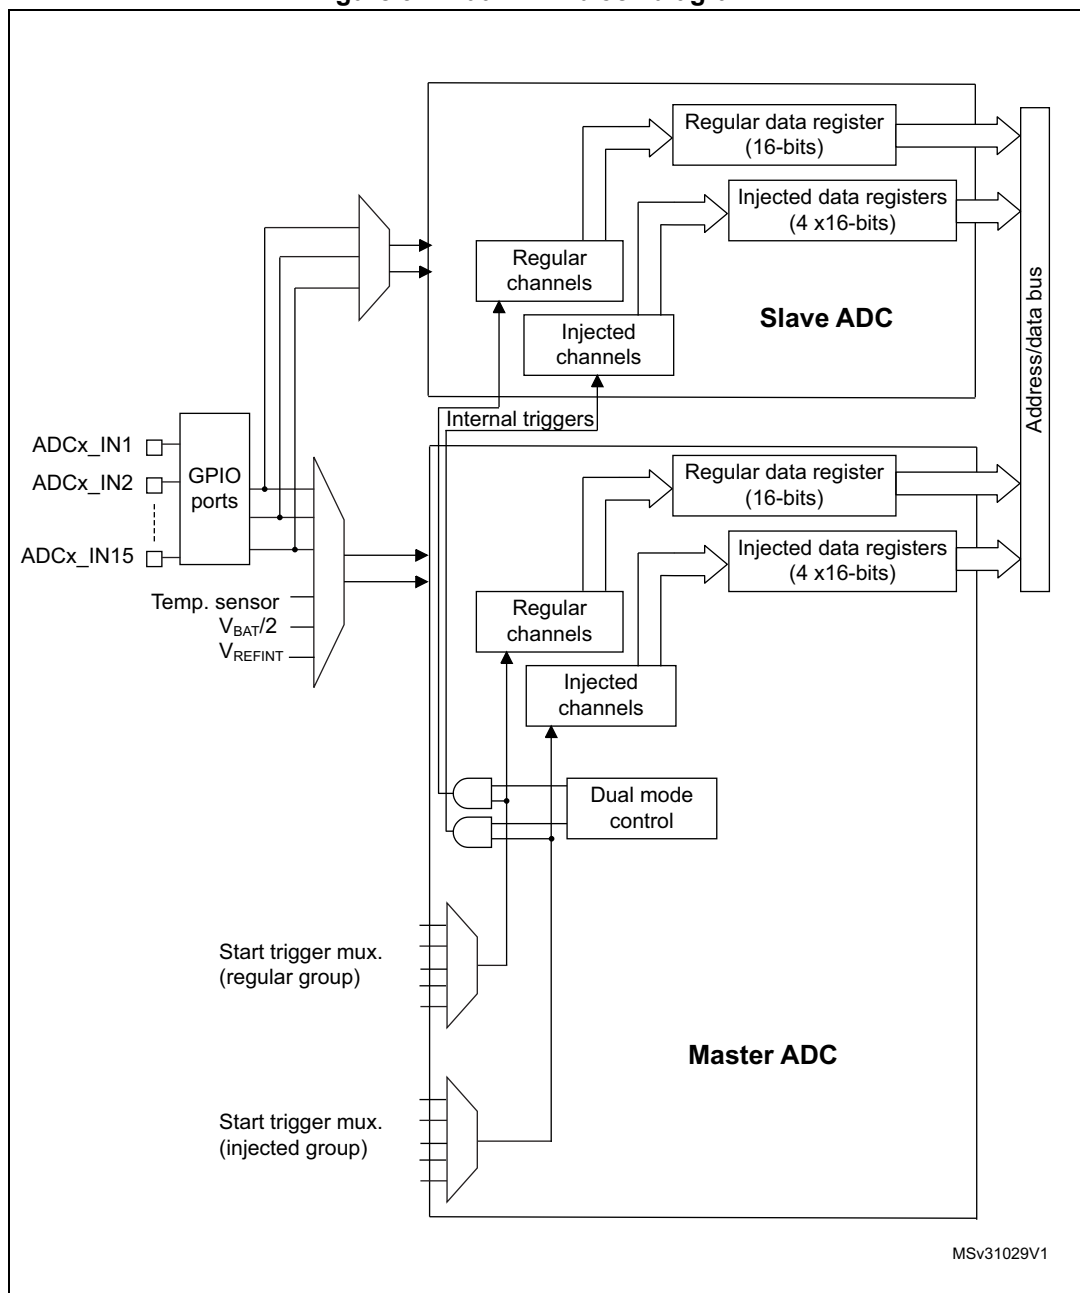 Regular data register
(16-bits)
Injected data registers
(4 x16-bits)
Regular
channels
Slave ADC
Injected
channels
Address/data bus
Internal triggers
ADCx_IN1
ADCx_IN2
ADCx_IN15
GPIO
ports
Regular data register
(16-bits)
Injected data registers
(4 x16-bits)
Temp. sensor
VBAT/2
VREFINT
Regular
channels
Injected
channels
Dual mode
control
Start trigger mux.
(regular group)
Master ADC
Start trigger mux.
(injected group)
MSv31029V1